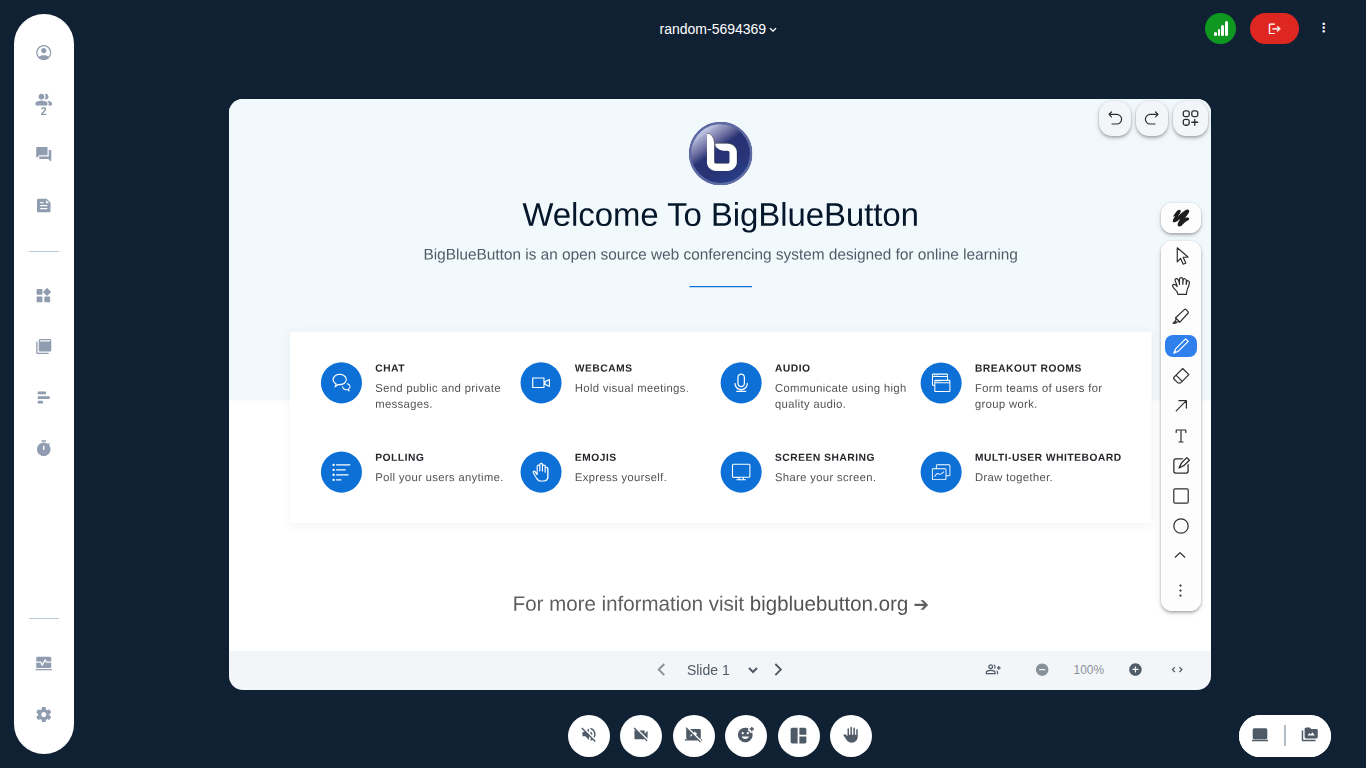 random-5694369
2
Welcome To BigBlueButton
BigBlueButton is an open source web conferencing system designed for online learning
CHAT
Send public and private
messages.
WEBCAMS
Hold visual meetings.
AUDIO
Communicate using high
quality audio.
BREAKOUT ROOMS
Form teams of users for
group work.
POLLING
Poll your users anytime.
EMOJIS
Express yourself.
SCREEN SHARING
Share your screen.
MULTI-USER WHITEBOARD
Draw together.
For more information visit bigbluebutton.org ➔
Slide 1
100%